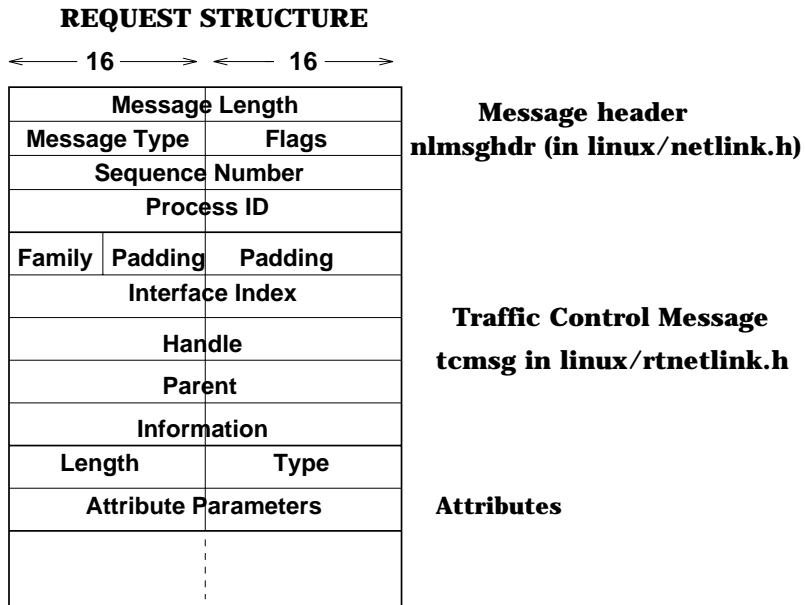 REQUEST STRUCTURE
16 16
Message Length
Message Type Flags
Sequence Number
Process ID
Message header
nlmsghdr (in linux/netlink.h)
Family Padding Padding
Interface Index
Handle
Parent
Information
Traffic Control Message
tcmsg in linux/rtnetlink.h
Length Type
Attribute Parameters
Attributes